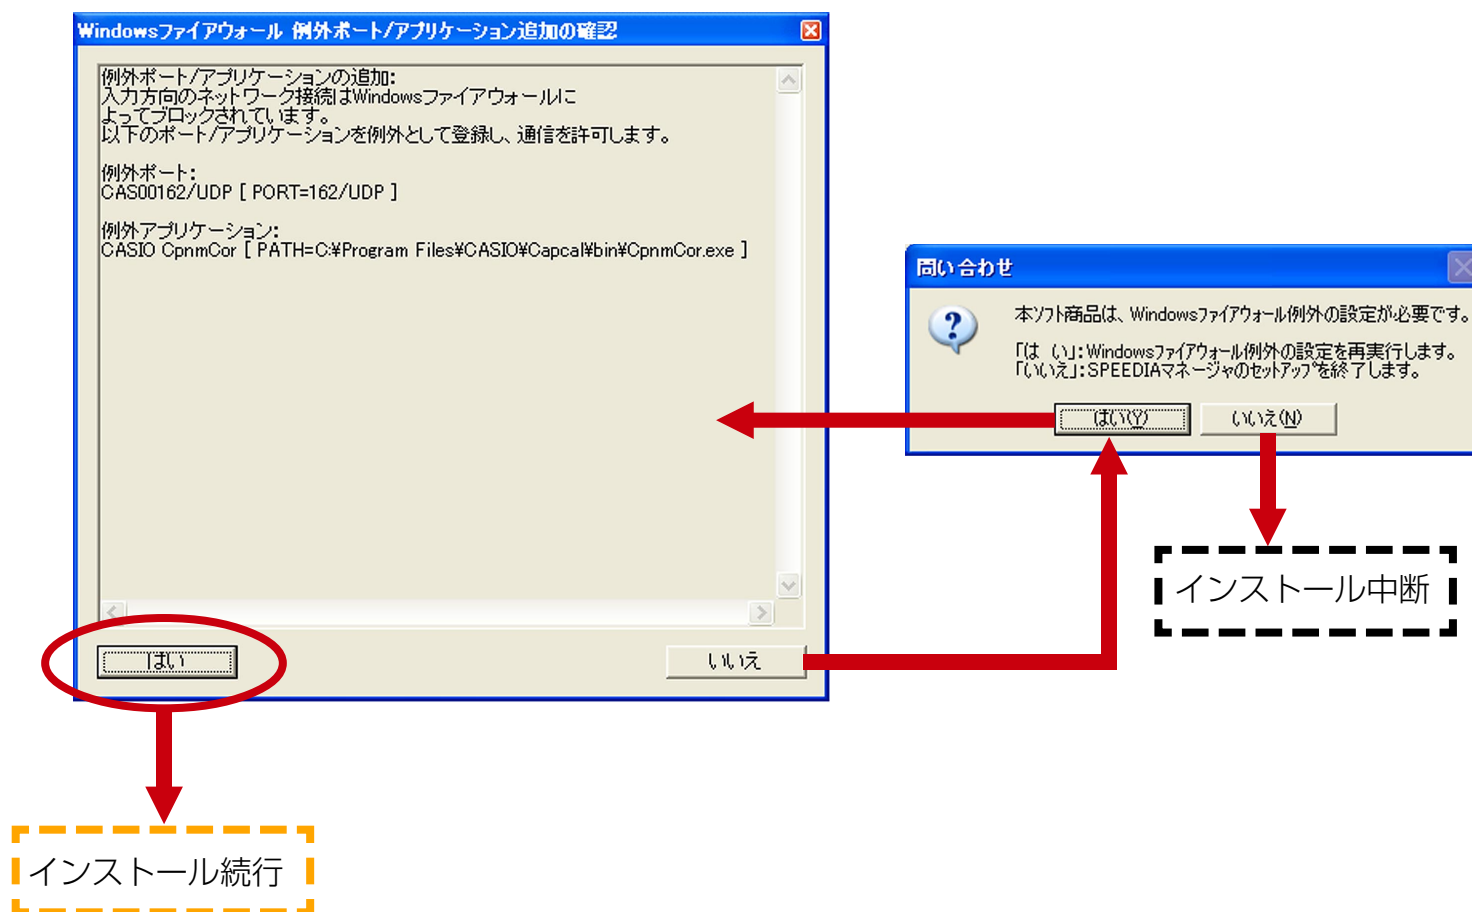 Windowsファイアウォール 例外ポート/アプリケーション追加の確認
例外ポート/アプリケーションの追加:
入力方向のネットワーク接続はWindowsファイアウォールに
よってブロックされています。
以下のポート/アプリケーションを例外として登録し、通信を許可します。
例外ポート:
CAS00162/UDP [ PORT=162/UDP ]
例外アプリケーション:
CASIO CpnmCor [ PATH=C:¥Program Files¥CASIO¥Capcal¥bin¥CpnmCor.exe ]
はい
いいえ
問い合わせ
本ソフト商品は、Windowsファイアウォール例外の設定が必要です。
「は い」:Windowsファイアウォール例外の設定を再実行します。
「いいえ」:SPEEDIAマネージャのセットアップを終了します。
はい(Y)
いいえ(N)
インストール中断
インストール続行